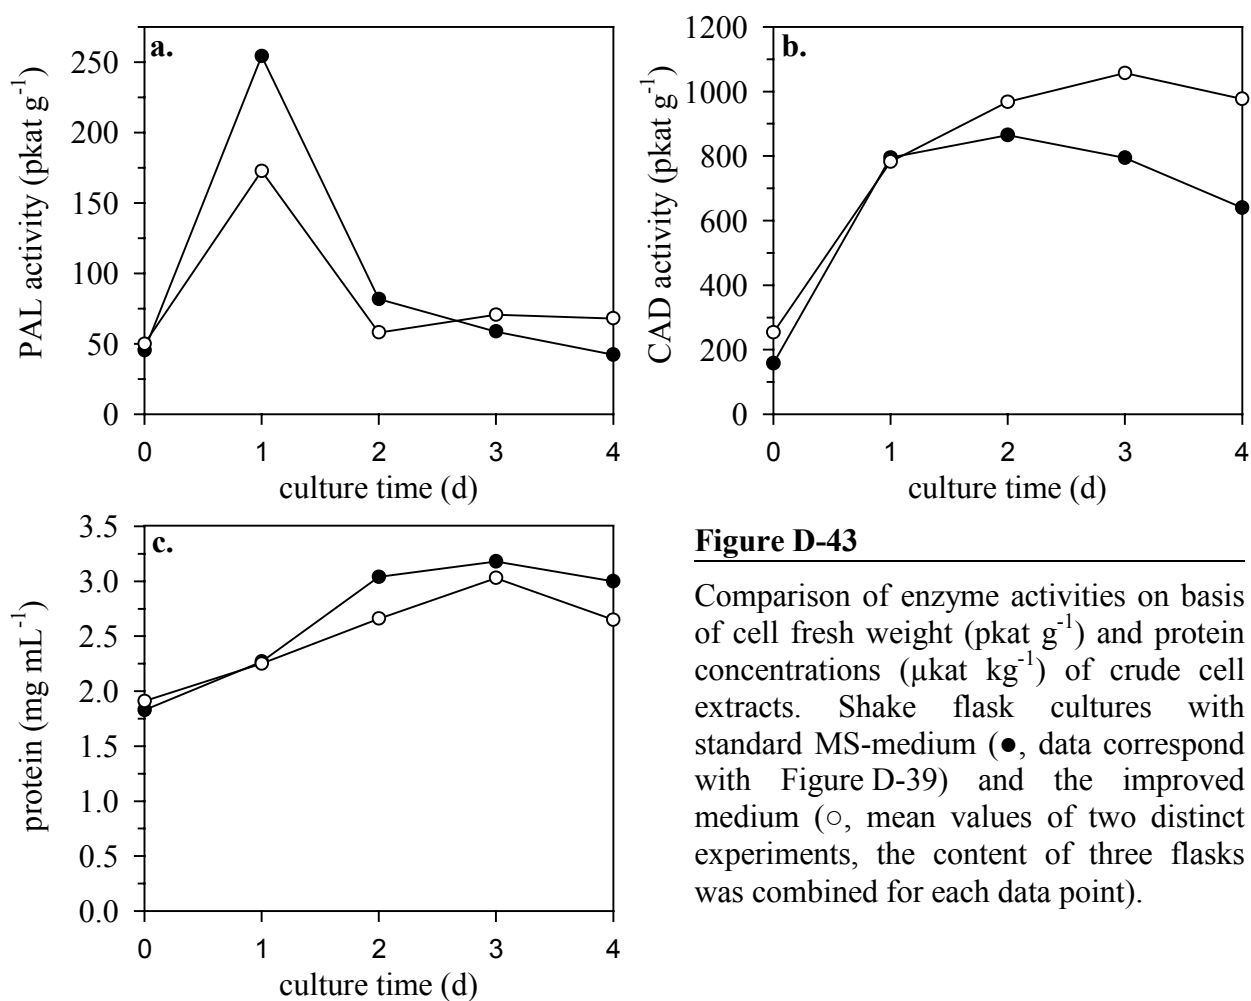 a.
PAL activity (pkat g-1)
250
200
150
100
50
0
0 1 2 3 4
culture time (d)
b.
CAD activity (pkat g-1)
1200
1000
800
600
400
200
0
0 1 2 3 4
culture time (d)
c.
protein (mg mL-1)
3.5
3.0
2.5
2.0
1.5
1.0
0.5
0.0
0 1 2 3 4
culture time (d)
Figure D-43
Comparison of enzyme activities on basis
of cell fresh weight (pkat g-1) and protein
concentrations (µkat kg-1) of crude cell
extracts. Shake flask cultures with
standard MS-medium (●, data correspond
with Figure D-39) and the improved
medium (○, mean values of two distinct
experiments, the content of three flasks
was combined for each data point).